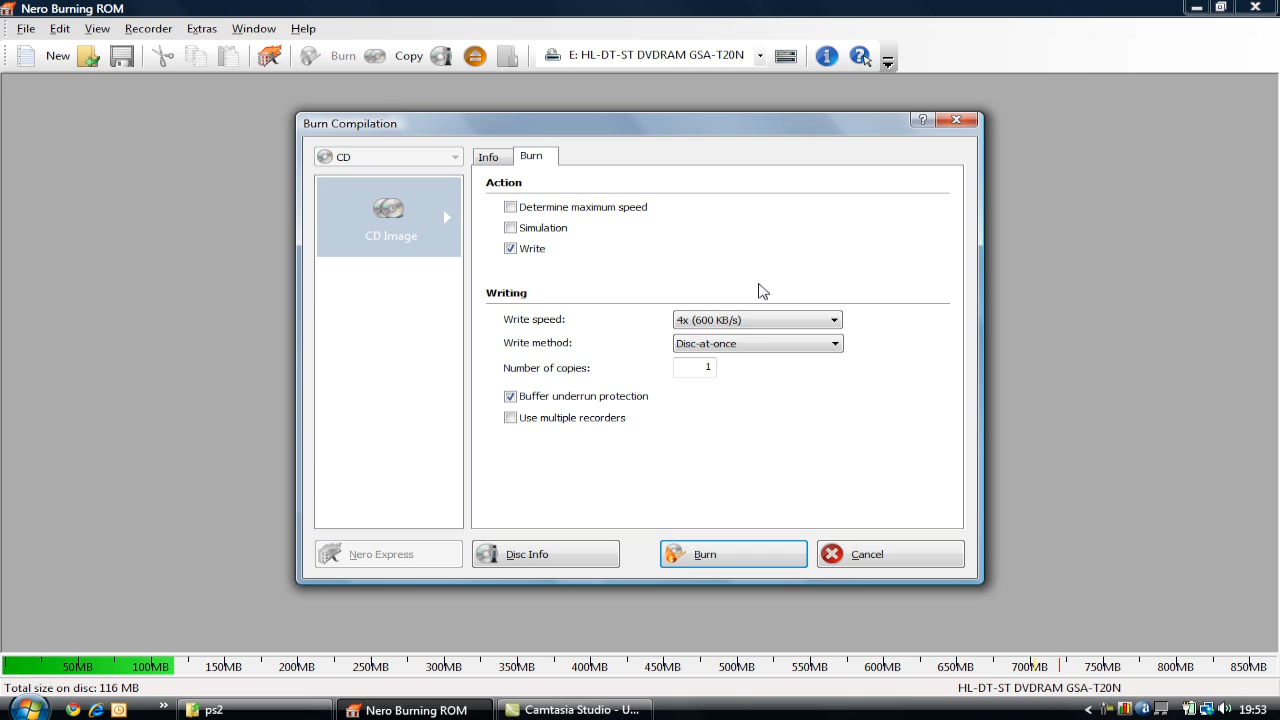 Nero Burning ROM
File Edit View Recorder Extras Window Help
New Burn Copy E: HL-DT-ST DVDRAM GSA-T20N
Burn Compilation
CD
Info Burn
CD Image
Action
Determine maximum speed
Simulation
Write
Writing
Write speed: 4x (600 KB/s)
Write method: Disc-at-once
Number of copies: 1
Buffer underrun protection
Use multiple recorders
Nero Express Disc Info Burn Cancel
50MB 100MB 150MB 200MB 250MB 300MB 350MB 400MB 450MB 500MB 550MB 600MB 650MB 700MB 750MB 800MB 850MB
Total size on disc: 116 MB HL-DT-ST DVDRAM GSA-T20N
ps2 Nero Burning ROM Camtasia Studio - U... 19:53